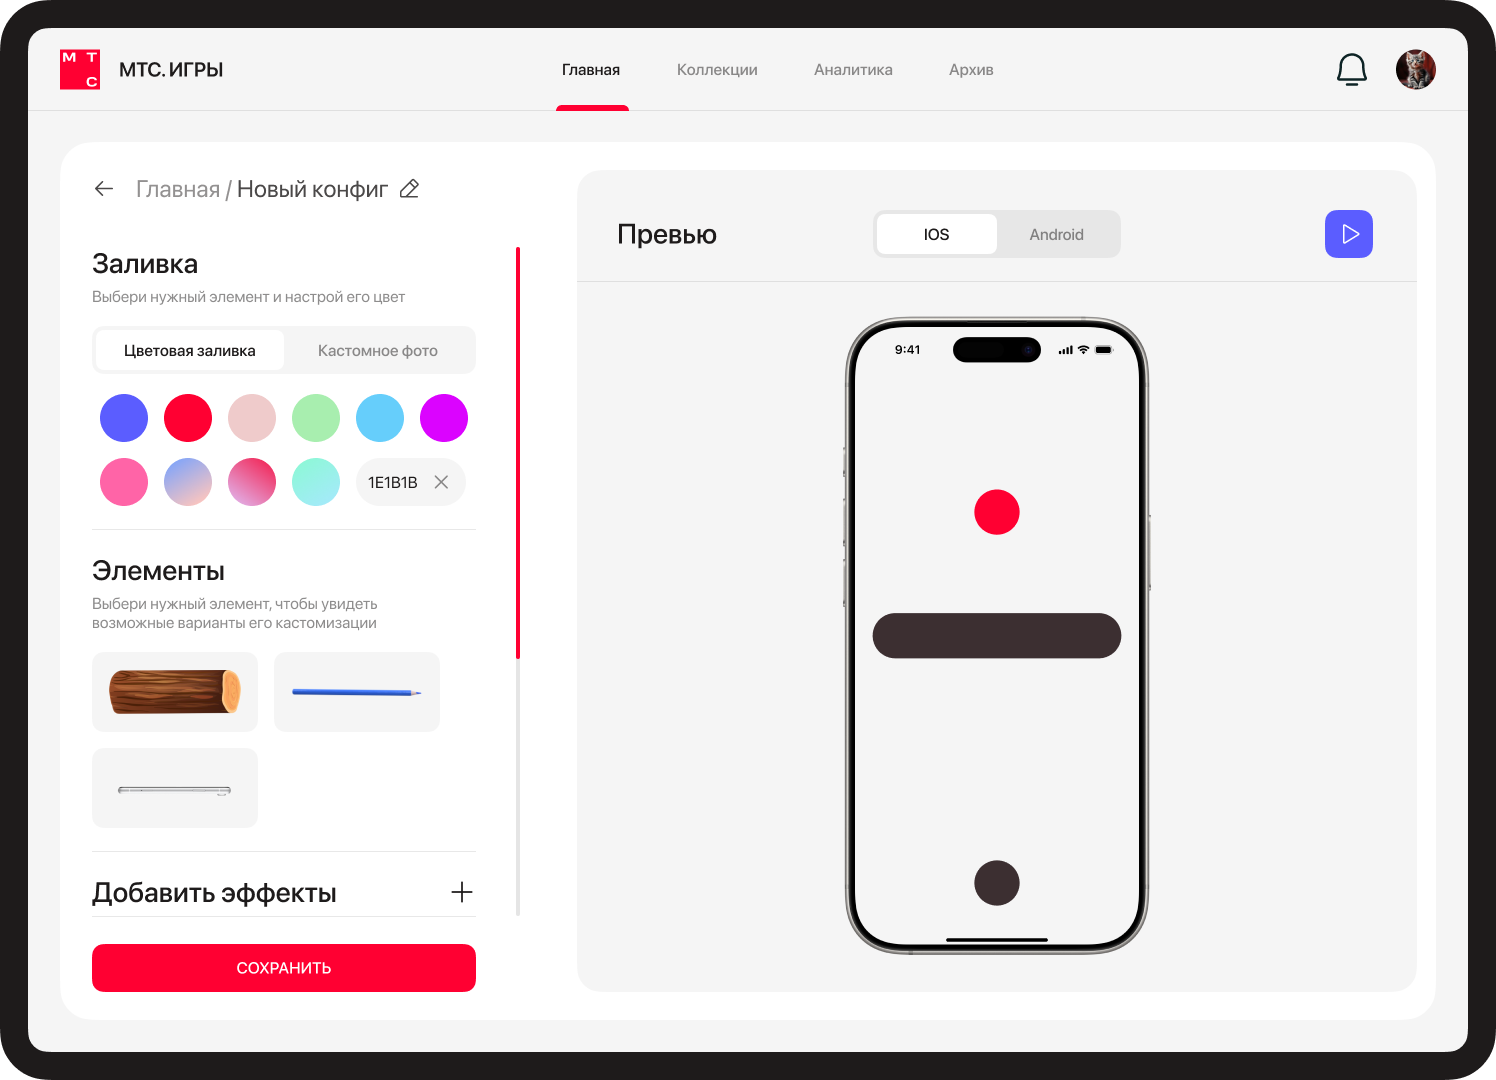 МТС
МТС. ИГРЫ
Главная
Коллекции
Аналитика
Архив
Главная / Новый конфиг
Заливка
Выбери нужный элемент и настрой его цвет
Цветовая заливка
Кастомное фото
1E1B1B
Элементы
Выбери нужный элемент, чтобы увидеть
возможные варианты его кастомизации
Добавить эффекты
СОХРАНИТЬ
Превью
IOS
Android
9:41